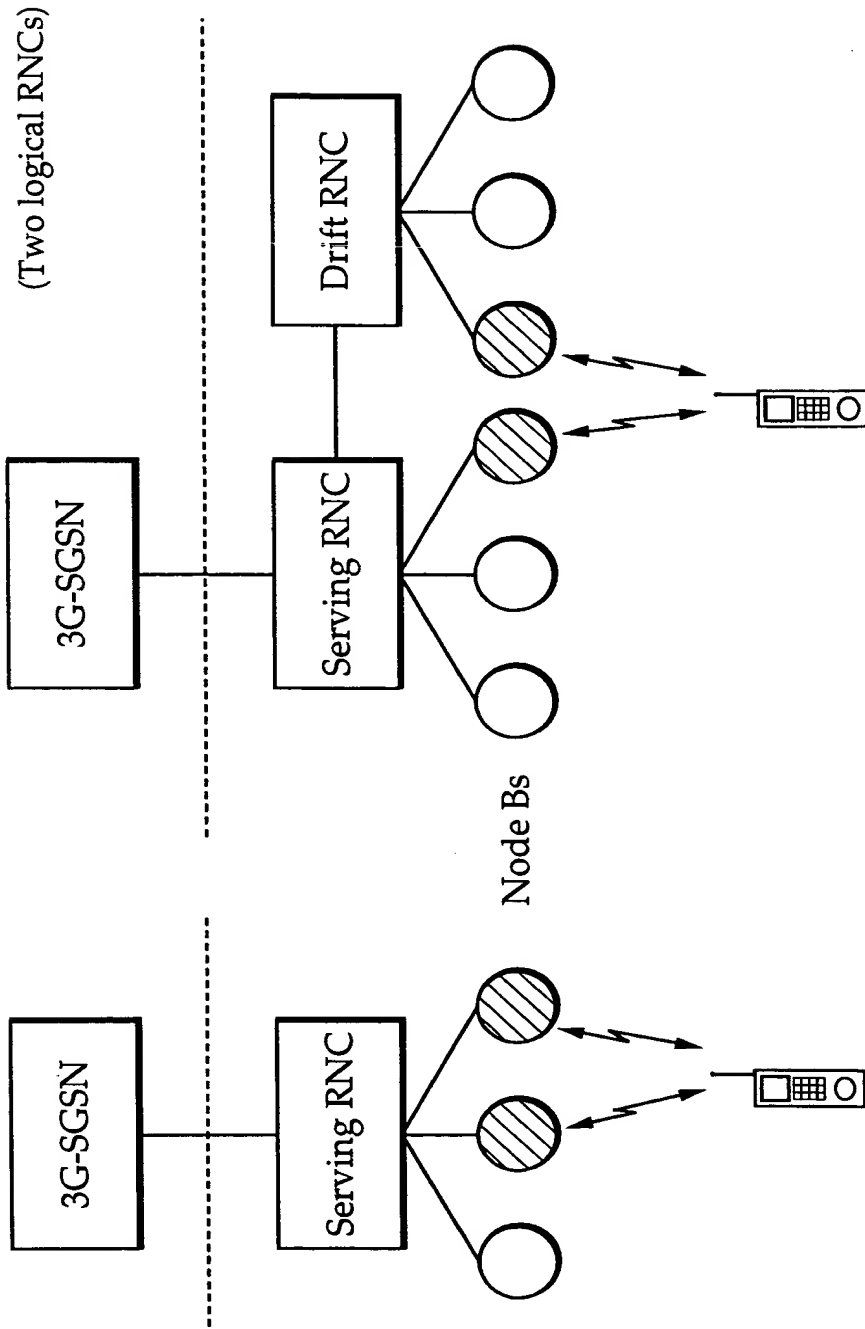 (Two logical RNCs)
3G-SGSN
3G-SGSN
Serving RNC
Serving RNC
Drift RNC
Node Bs